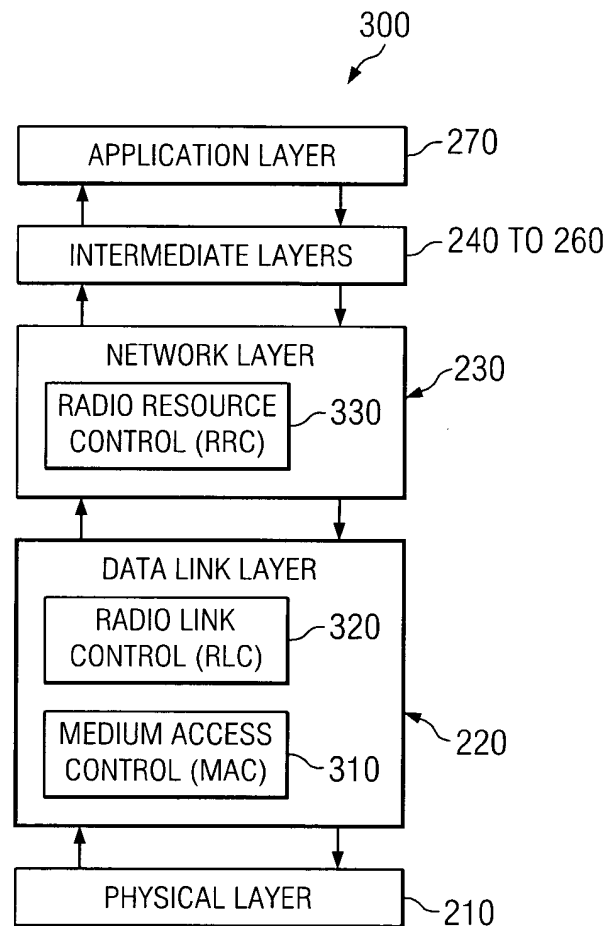 300
APPLICATION LAYER
270
INTERMEDIATE LAYERS
240 TO 260
NETWORK LAYER
230
RADIO RESOURCE
CONTROL (RRC)
330
DATA LINK LAYER
RADIO LINK
CONTROL (RLC)
320
MEDIUM ACCESS
CONTROL (MAC)
310
220
PHYSICAL LAYER
210